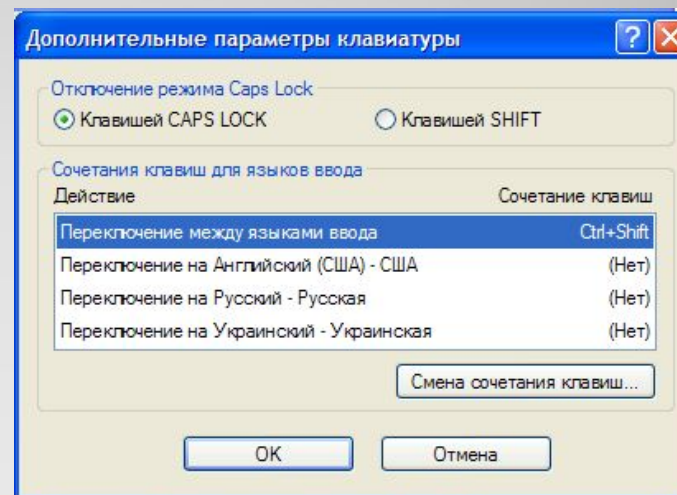 Дополнительные параметры клавиатуры
Отключение режима Caps Lock
Клавишей CAPS LOCK Клавишей SHIFT
Сочетания клавиш для языков ввода
Действие Сочетание клавиш
Переключение между языками ввода Ctrl+Shift
Переключение на Английский (США) - США (Нет)
Переключение на Русский - Русская (Нет)
Переключение на Украинский - Украинская (Нет)
Смена сочетания клавиш...
OK Отмена